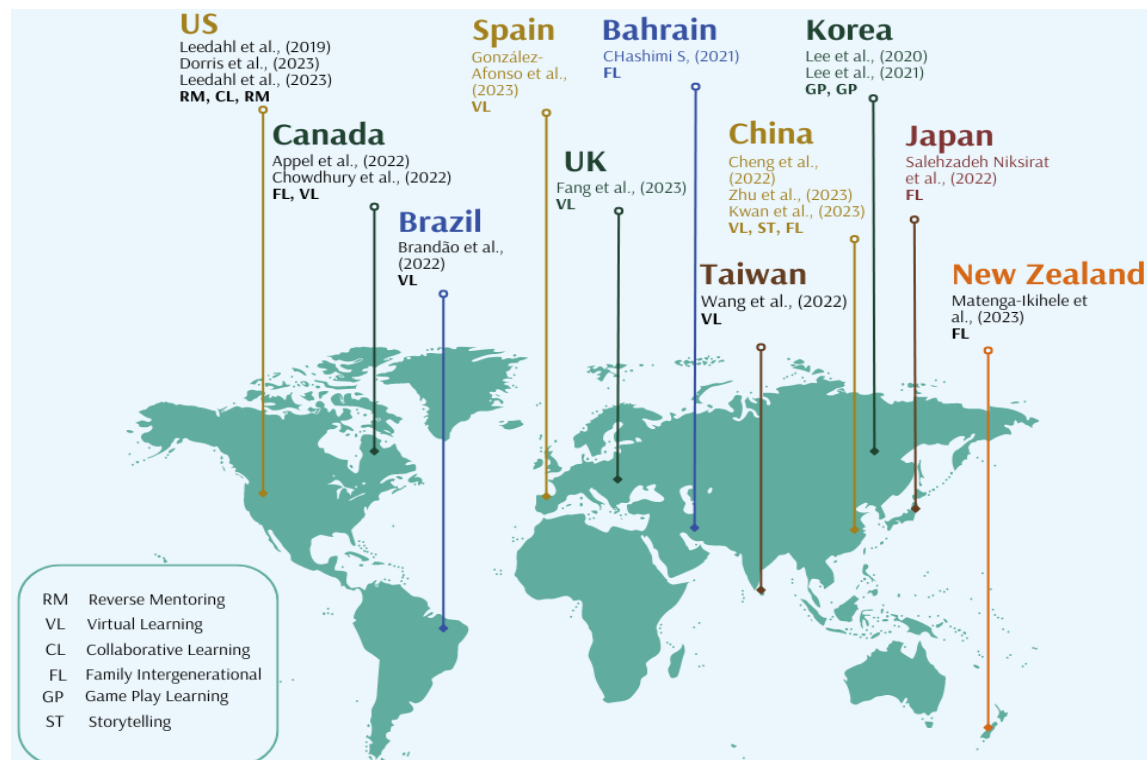 US
Leedahl et al., (2019)
Dorris et al., (2023)
Leedahl et al., (2023)
RM, CL, RM
Canada
Appel et al., (2022)
Chowdhury et al., (2022)
FL, VL
Brazil
Brandão et al.,
(2022)
VL
Spain
González-
Afonso et al.,
(2023)
VL
UK
Fang et al., (2023)
VL
Bahrain
CHashimi S, (2021)
FL
Korea
Lee et al., (2020)
Lee et al., (2021)
GP, GP
China
Cheng et al.,
(2022)
Zhu et al., (2023)
Kwan et al., (2023)
VL, ST, FL
Japan
Salehzadeh Niksirat
et al., (2022)
FL
Taiwan
Wang et al., (2022)
VL
New Zealand
Matenga-Ikihele et
al., (2023)
FL
RM Reverse Mentoring
VL Virtual Learning
CL Collaborative Learning
FL Family Intergenerational
GP Game Play Learning
ST Storytelling